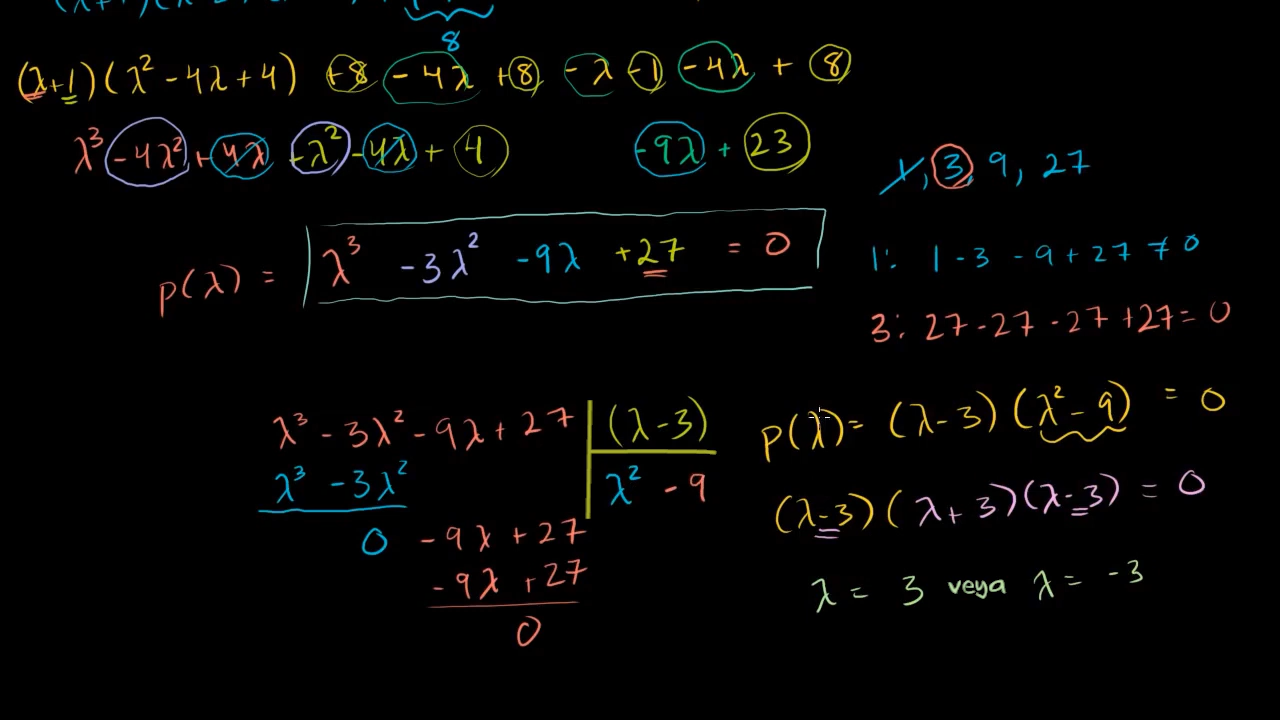 8
(λ+1)(λ² - 4λ + 4) +8 - 4λ +8 - λ - 1 - 4λ + 8
λ³ - 4λ² + 4λ - λ² - 4λ + 4 -9λ + 23
1, 3, 9, 27
p(λ) = λ³ - 3λ² - 9λ + 27 = 0
1: 1 - 3 - 9 + 27 ≠ 0
3: 27 - 27 - 27 + 27 = 0
λ³ - 3λ² - 9λ + 27 (λ - 3)
λ³ - 3λ² λ² - 9
0 - 9λ + 27
- 9λ + 27
0
p(λ) = (λ - 3)(λ² - 9) = 0
(λ - 3)(λ + 3)(λ - 3) = 0
λ = 3 veya λ = -3